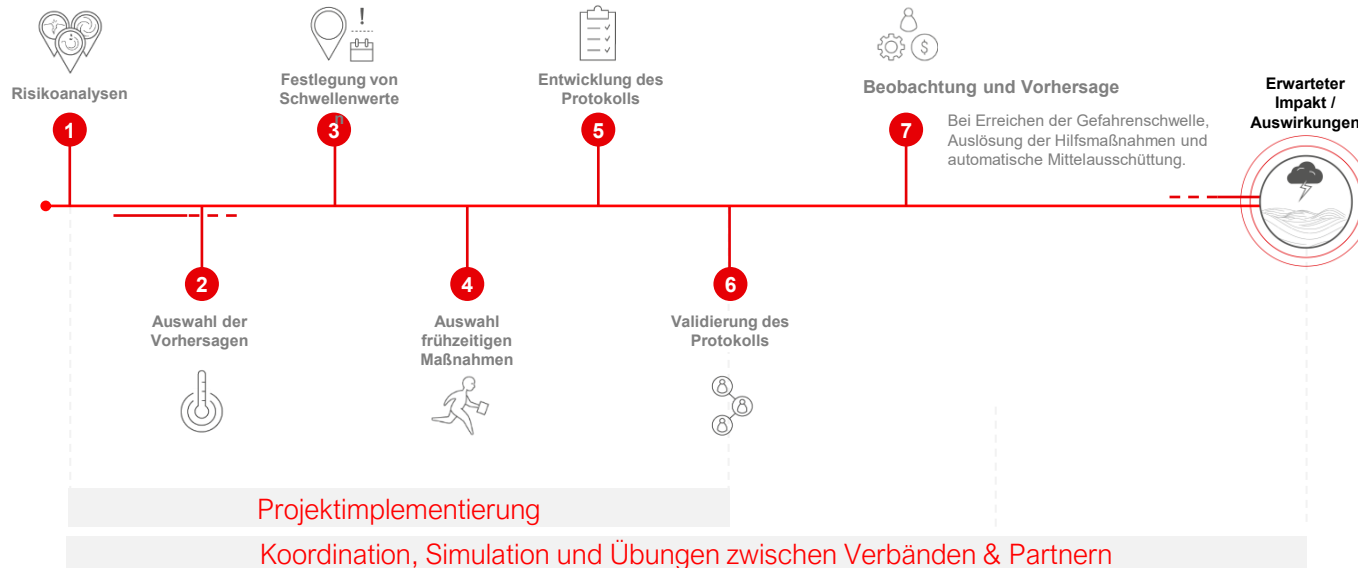 !
Risikoanalysen
1
Festlegung von
Schwellenwerte
n
3
Entwicklung des
Protokolls
5
$
Beobachtung und Vorhersage
7
Bei Erreichen der Gefahrenschwelle,
Auslösung der Hilfsmaßnahmen und
automatische Mittelausschüttung.
Erwarteter
Impakt /
Auswirkungen
2
Auswahl der
Vorhersagen
4
Auswahl
frühzeitigen
Maßnahmen
6
Validierung des
Protokolls
Projektimplementierung
Koordination, Simulation und Übungen zwischen Verbänden & Partnern